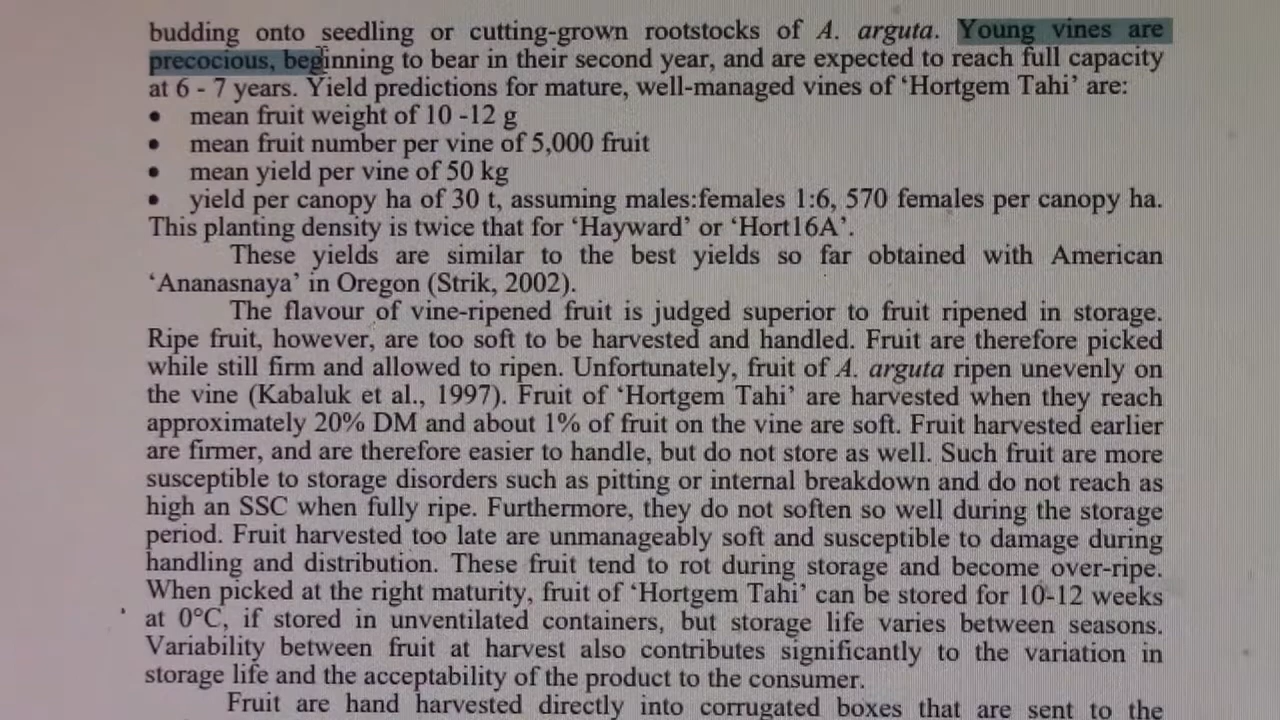 budding onto seedling or cutting-grown rootstocks of A. arguta. Young vines are
precocious, beginning to bear in their second year, and are expected to reach full capacity
at 6 - 7 years. Yield predictions for mature, well-managed vines of ‘Hortgem Tahi’ are:
• mean fruit weight of 10 -12 g
• mean fruit number per vine of 5,000 fruit
• mean yield per vine of 50 kg
• yield per canopy ha of 30 t, assuming males:females 1:6, 570 females per canopy ha.
This planting density is twice that for ‘Hayward’ or ‘Hort16A’.
These yields are similar to the best yields so far obtained with American
‘Ananasnaya’ in Oregon (Strik, 2002).
The flavour of vine-ripened fruit is judged superior to fruit ripened in storage.
Ripe fruit, however, are too soft to be harvested and handled. Fruit are therefore picked
while still firm and allowed to ripen. Unfortunately, fruit of A. arguta ripen unevenly on
the vine (Kabaluk et al., 1997). Fruit of ‘Hortgem Tahi’ are harvested when they reach
approximately 20% DM and about 1% of fruit on the vine are soft. Fruit harvested earlier
are firmer, and are therefore easier to handle, but do not store as well. Such fruit are more
susceptible to storage disorders such as pitting or internal breakdown and do not reach as
high an SSC when fully ripe. Furthermore, they do not soften so well during the storage
period. Fruit harvested too late are unmanageably soft and susceptible to damage during
handling and distribution. These fruit tend to rot during storage and become over-ripe.
When picked at the right maturity, fruit of ‘Hortgem Tahi’ can be stored for 10-12 weeks
at 0°C, if stored in unventilated containers, but storage life varies between seasons.
Variability between fruit at harvest also contributes significantly to the variation in
storage life and the acceptability of the product to the consumer.
Fruit are hand harvested directly into corrugated boxes that are sent to the